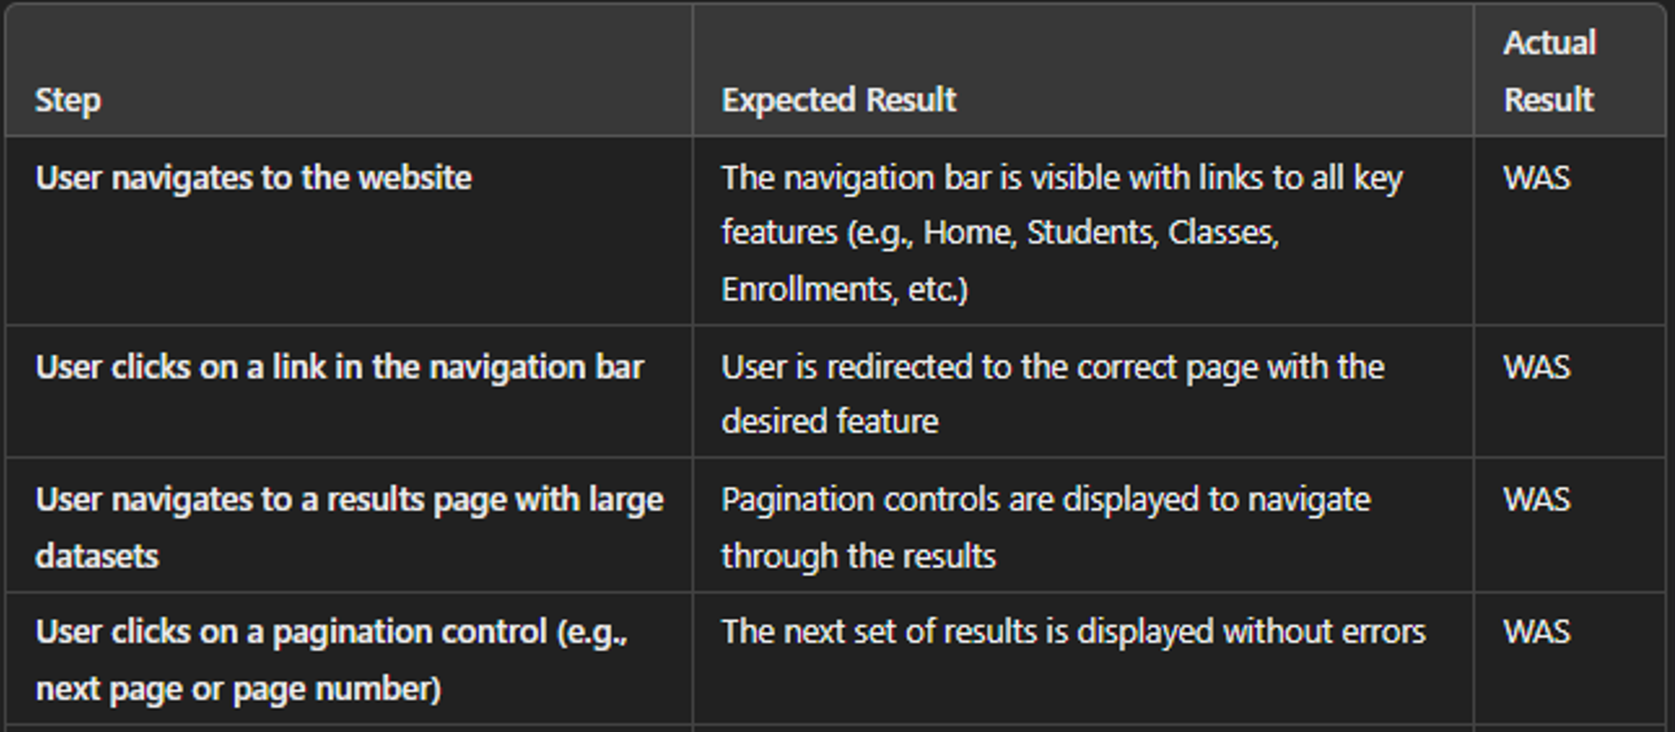 Step
Expected Result
Actual
Result
User navigates to the website
The navigation bar is visible with links to all key
features (e.g., Home, Students, Classes,
Enrollments, etc.)
WAS
User clicks on a link in the navigation bar
User is redirected to the correct page with the
desired feature
WAS
User navigates to a results page with large
datasets
Pagination controls are displayed to navigate
through the results
WAS
User clicks on a pagination control (e.g.,
next page or page number)
The next set of results is displayed without errors
WAS